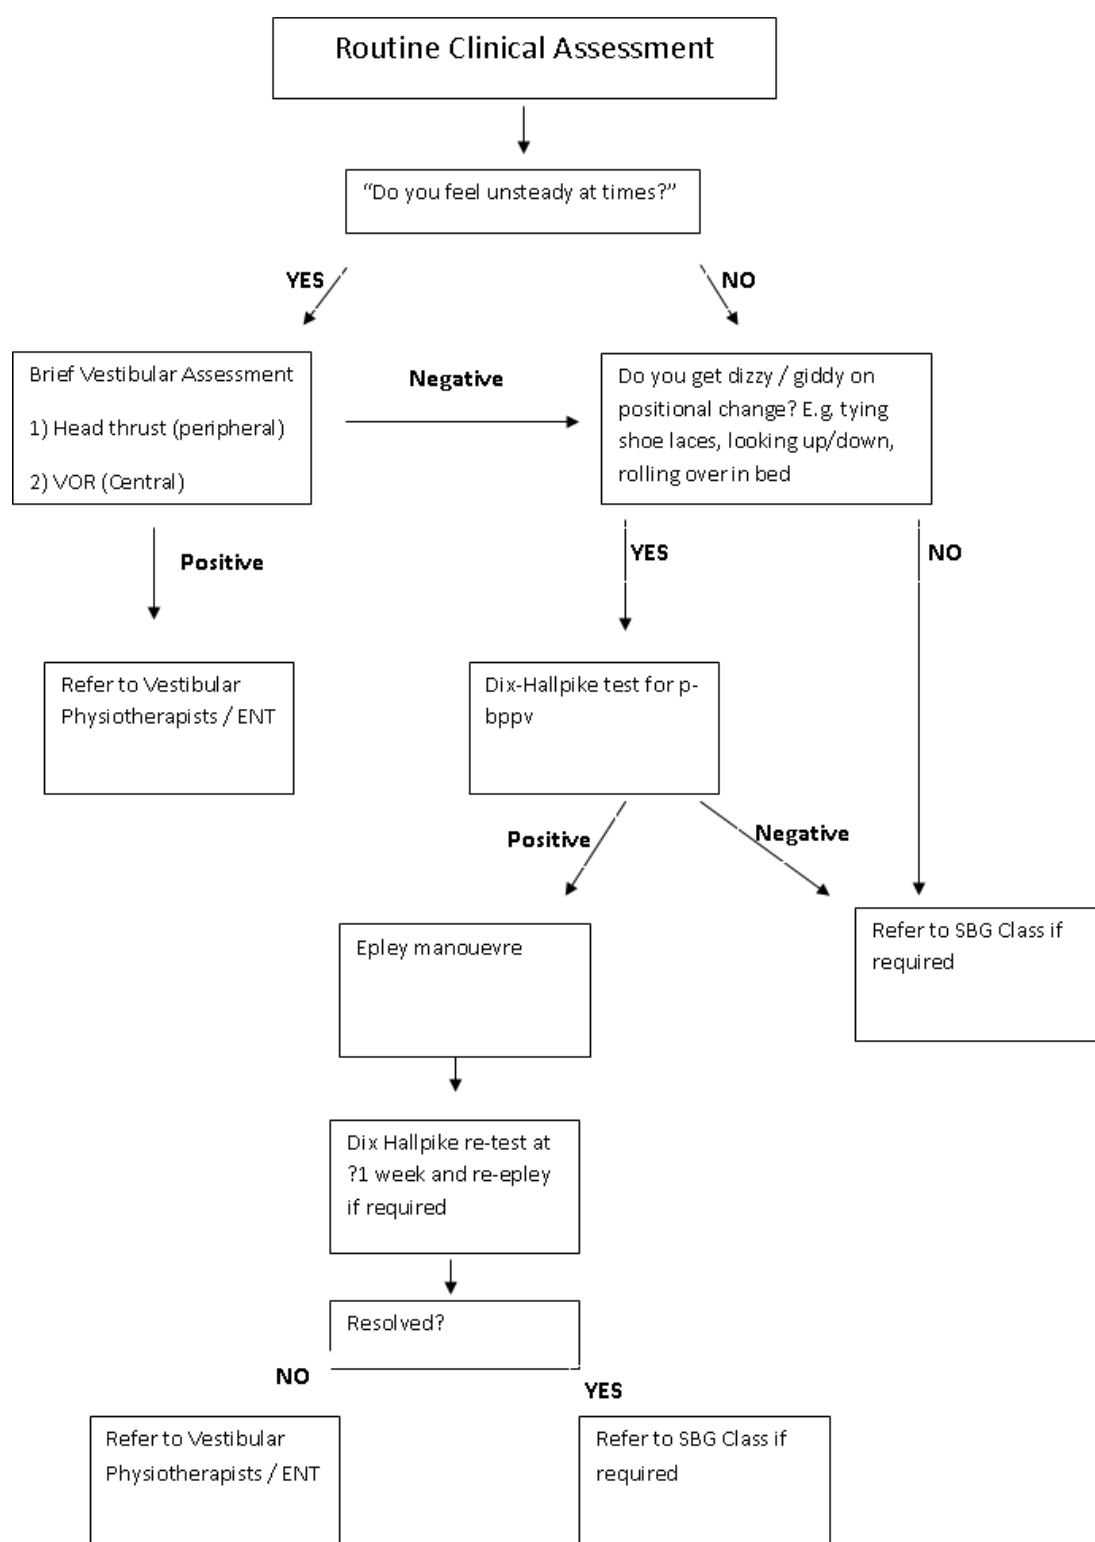 Routine Clinical Assessment
“Do you feel unsteady at times?”
YES
NO
Brief Vestibular Assessment
1) Head thrust (peripheral)
2) VOR (Central)
Negative
Do you get dizzy / giddy on
positional change? E.g. tying
shoe laces, looking up/down,
rolling over in bed
Positive
YES
NO
Refer to Vestibular
Physiotherapists / ENT
Dix-Hallpike test for p-
bppv
Positive
Negative
Epley manouevre
Refer to SBG Class if
required
Dix Hallpike re-test at
?1 week and re-epley
if required
Resolved?
NO
YES
Refer to Vestibular
Physiotherapists / ENT
Refer to SBG Class if
required